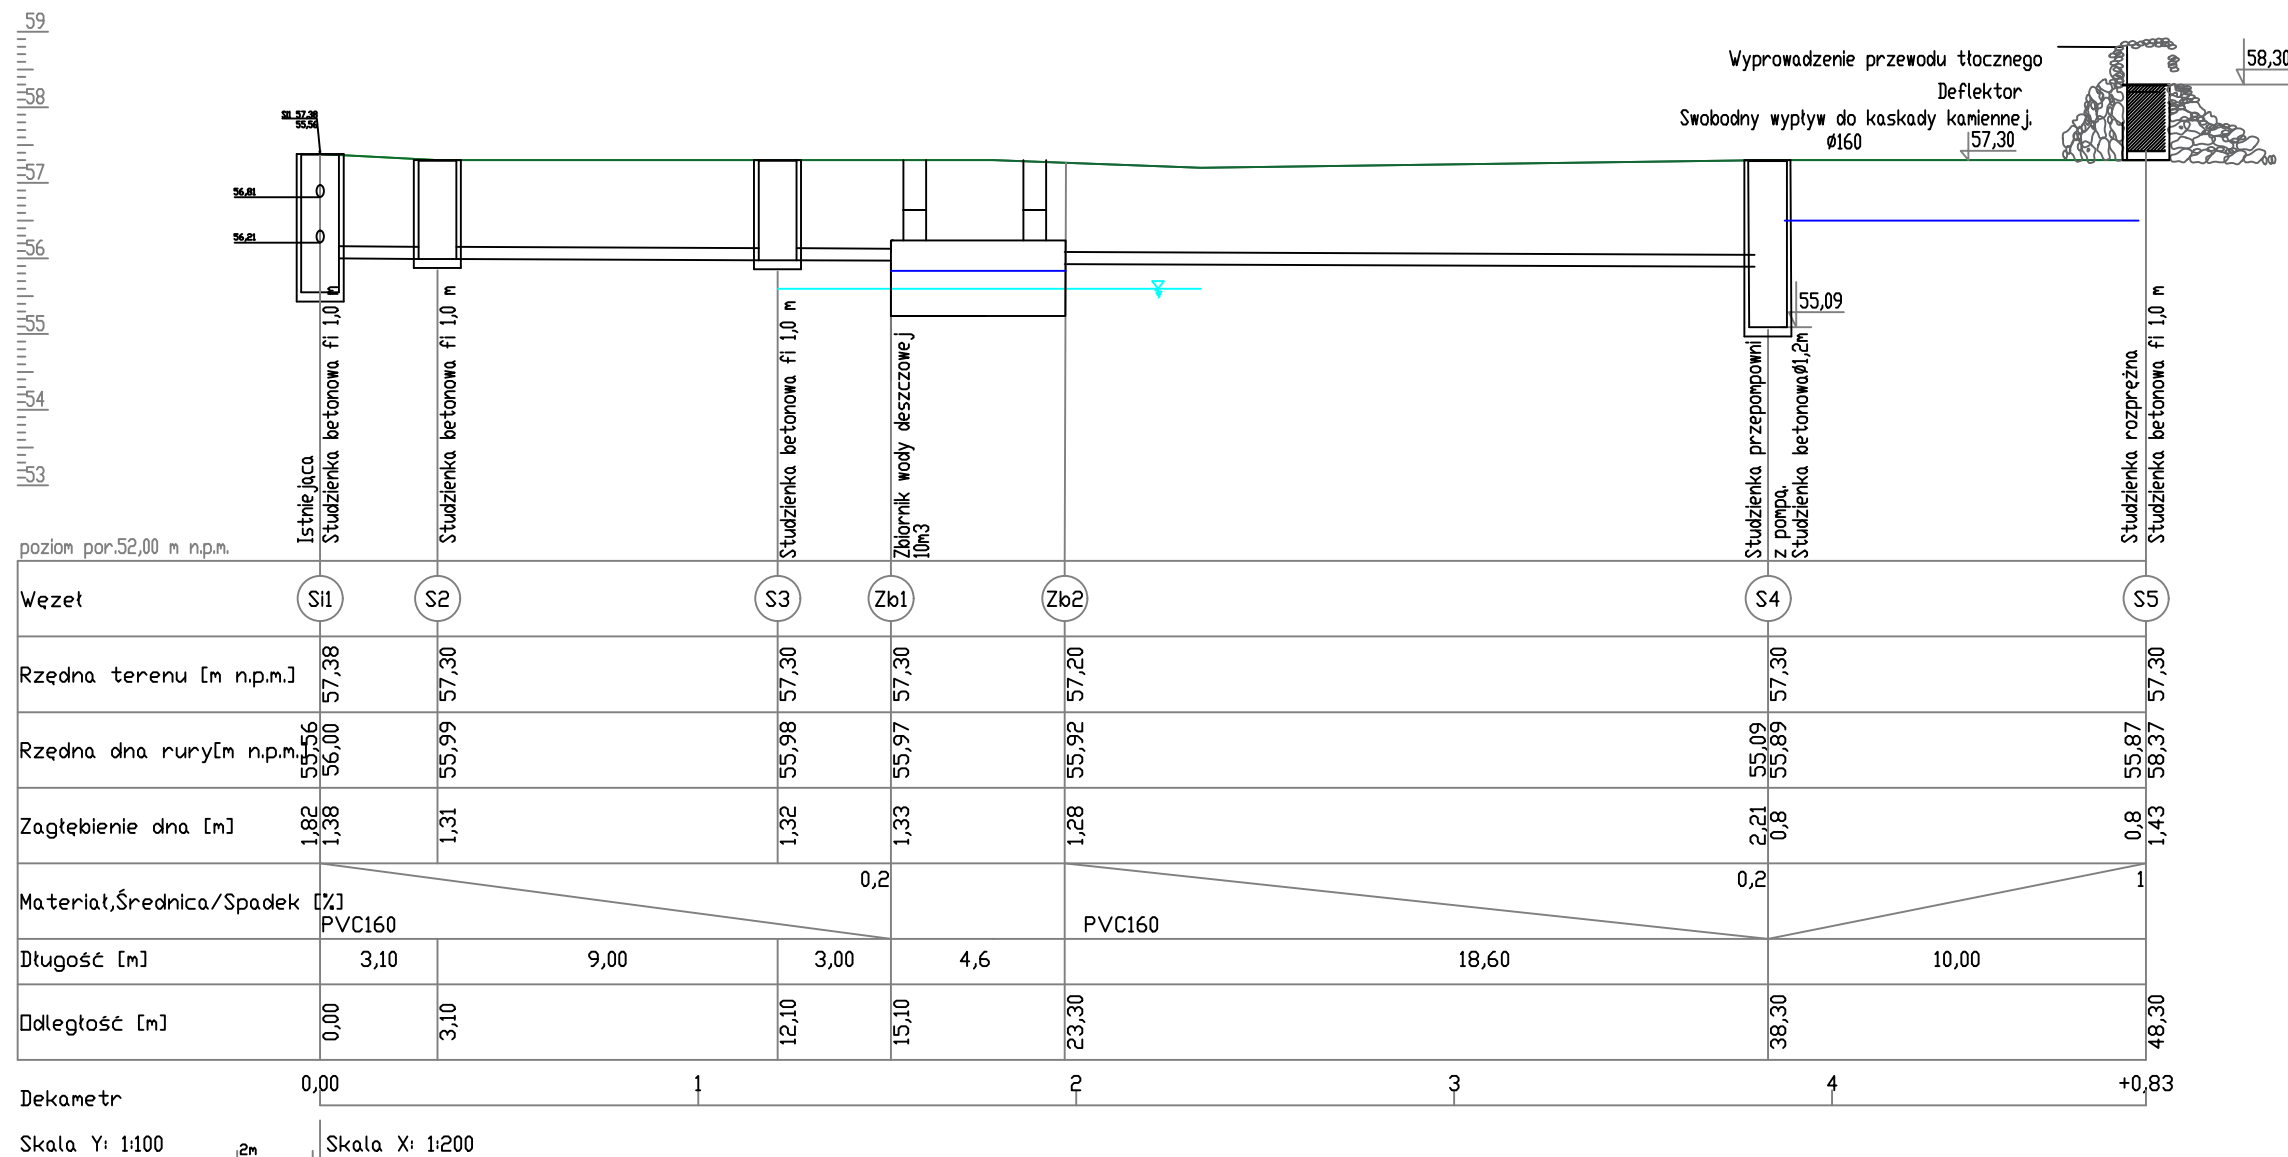 59
58
57
56
55
54
53
Si1 57,38
55,56
56,81
56,21
Wyprowadzenie przewodu tłocznego
Deflektor
Swobodny wypływ do kaskady kamiennej.
Ø160
57,30
58,30
55,09
Istniejąca
Studzienka betonowa fi 1,0 m
Studzienka betonowa fi 1,0 m
Studzienka betonowa fi 1,0 m
Zbiornik wody deszczowej
10m3
Studzienka przepompowni
z pompą.
Studzienka betonowaØ1,2m
Studzienka rozprężna
Studzienka betonowa fi 1,0 m
poziom por.52,00 m n.p.m.
Węzeł Si1 S2 S3 Zb1 Zb2 S4 S5
Rzędna terenu [m n.p.m.] 57,38 57,30 57,30 57,30 57,20 57,30 57,30
Rzędna dna rury[m n.p.m.] 55,56 56,00 55,99 55,98 55,97 55,92 55,09 55,89 55,87 58,37
Zagłębienie dna [m] 1,82 1,38 1,31 1,32 1,33 1,28 2,21 0,8 0,8 1,43
0,2 0,2 1
Materiał,Średnica/Spadek [%]
PVC160 PVC160
Długość [m] 3,10 9,00 3,00 4,6 18,60 10,00
Odległość [m] 0,00 3,10 12,10 15,10 23,30 38,30 48,30
0,00 1 2 3 4 +0,83
Dekametr
Skala Y: 1:100 2m Skala X: 1:200